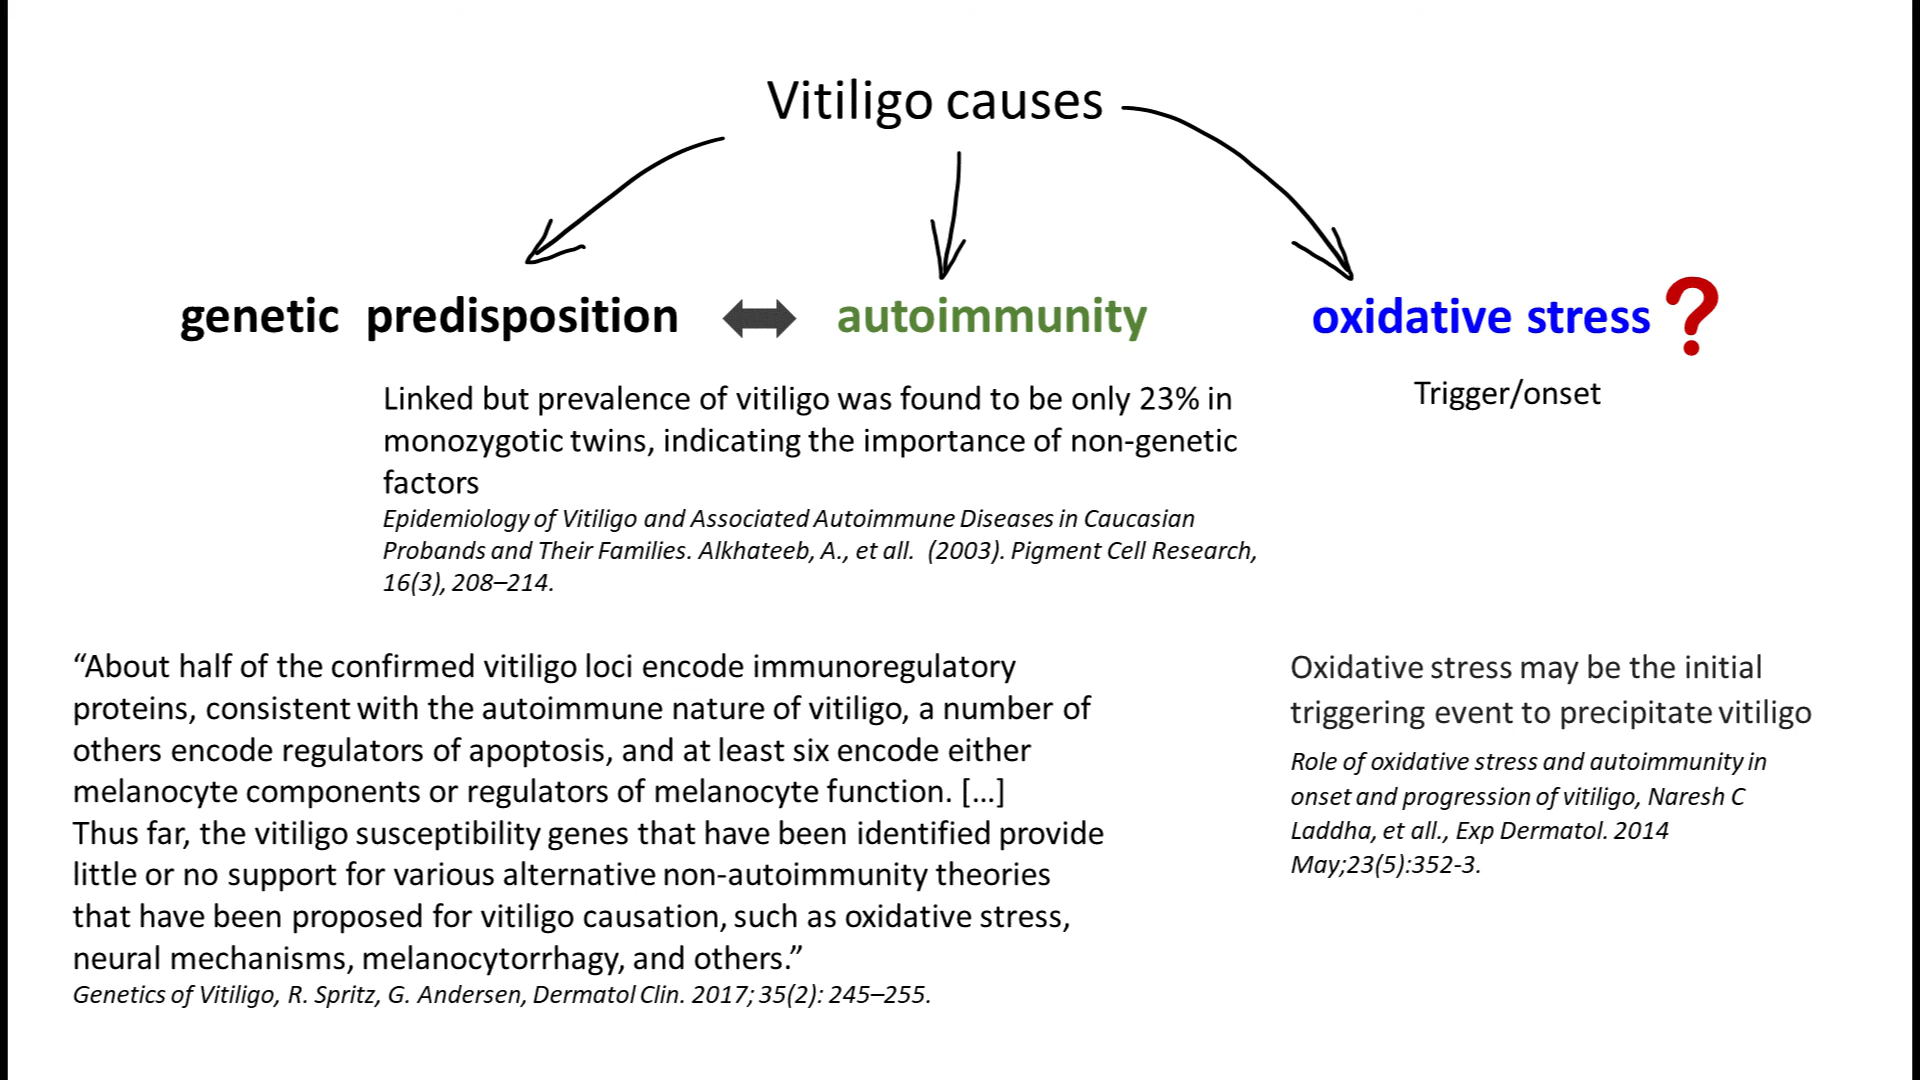 Vitiligo causes
genetic predisposition
autoimmunity
oxidative stress ?
Linked but prevalence of vitiligo was found to be only 23% in
monozygotic twins, indicating the importance of non-genetic
factors
Epidemiology of Vitiligo and Associated Autoimmune Diseases in Caucasian
Probands and Their Families. Alkhateeb, A., et all. (2003). Pigment Cell Research,
16(3), 208–214.
Trigger/onset
“About half of the confirmed vitiligo loci encode immunoregulatory
proteins, consistent with the autoimmune nature of vitiligo, a number of
others encode regulators of apoptosis, and at least six encode either
melanocyte components or regulators of melanocyte function. [...]
Thus far, the vitiligo susceptibility genes that have been identified provide
little or no support for various alternative non-autoimmunity theories
that have been proposed for vitiligo causation, such as oxidative stress,
neural mechanisms, melanocytorrhagy, and others.”
Genetics of Vitiligo, R. Spritz, G. Andersen, Dermatol Clin. 2017; 35(2): 245–255.
Oxidative stress may be the initial
triggering event to precipitate vitiligo
Role of oxidative stress and autoimmunity in
onset and progression of vitiligo, Naresh C
Laddha, et all., Exp Dermatol. 2014
May;23(5):352-3.